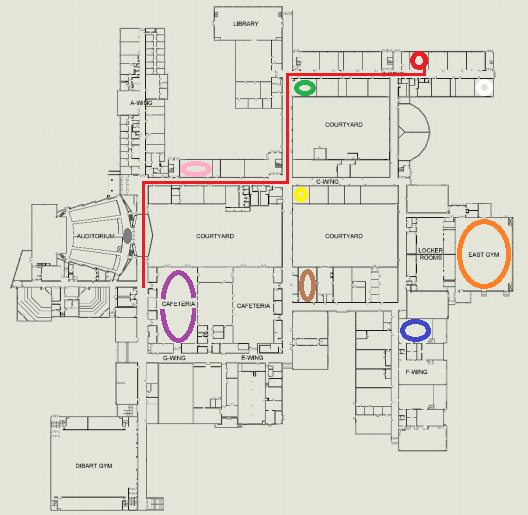 LIBRARY
A-WING
COURTYARD
C-WING
AUDITORIUM
COURTYARD
COURTYARD
LOCKER
ROOMS
EAST GYM
CAFETERIA
CAFETERIA
G-WING
E-WING
F-WING
DIBART GYM